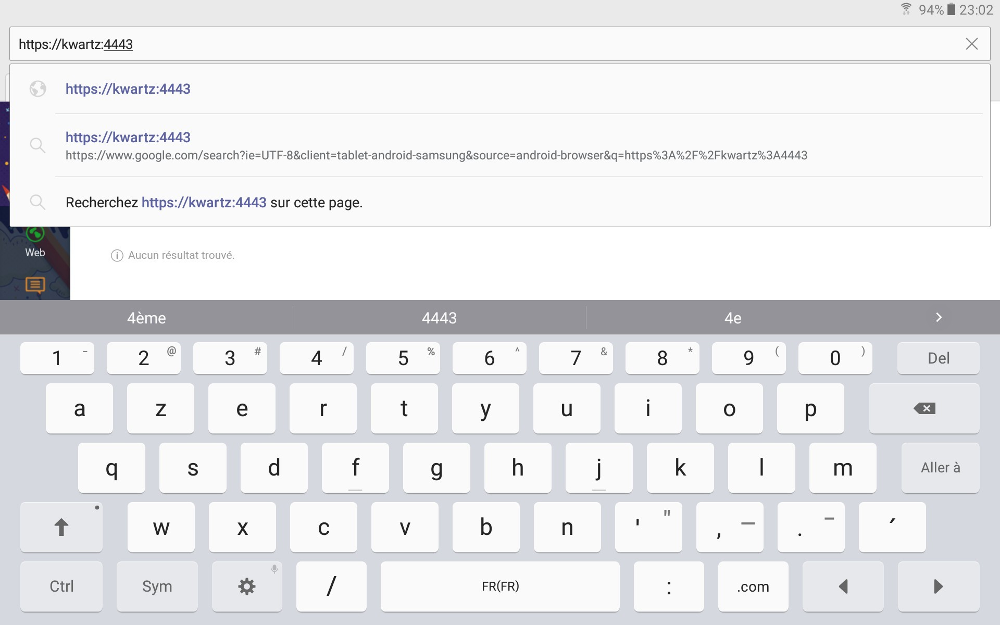 94% 23:02
https://kwartz:4443
https://kwartz:4443
https://kwartz:4443
https://www.google.com/search?ie=UTF-8&client=tablet-android-samsung&source=android-browser&q=https%3A%2F%2Fkwartz%3A4443
Recherchez https://kwartz:4443 sur cette page.
Web
Aucun résultat trouvé.
4ème 4443 4e
1 - 2 @ 3 # 4 / 5 % 6 ^ 7 & 8 * 9 ( 0 ) Del
a z e r t y u i o p
q s d f g h j k l m Aller à
w x c v b n ' " , — . - ´
Ctrl Sym / FR(FR) : .com